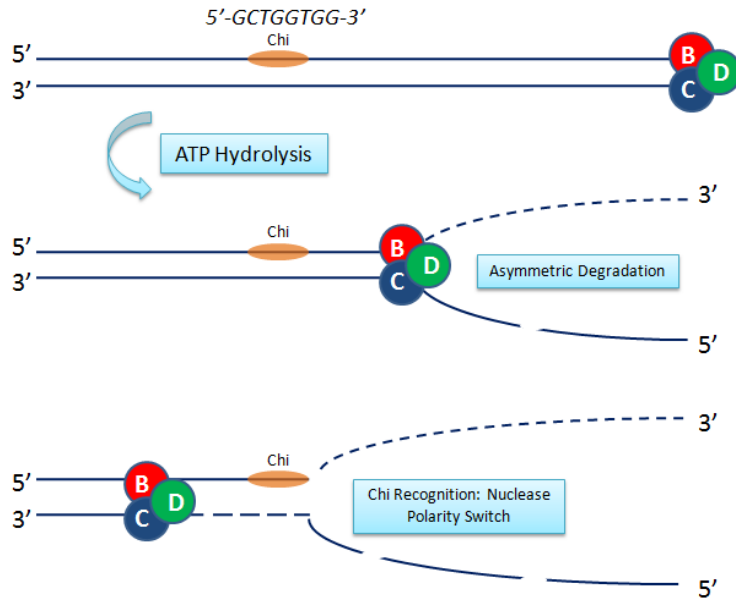 5’-GCTGGTGG-3’
Chi
5’
3’
B
D
C
ATP Hydrolysis
3’
Chi
5’
3’
B
D
C
Asymmetric Degradation
5’
3’
Chi
5’
3’
B
D
C
Chi Recognition: Nuclease
Polarity Switch
5’